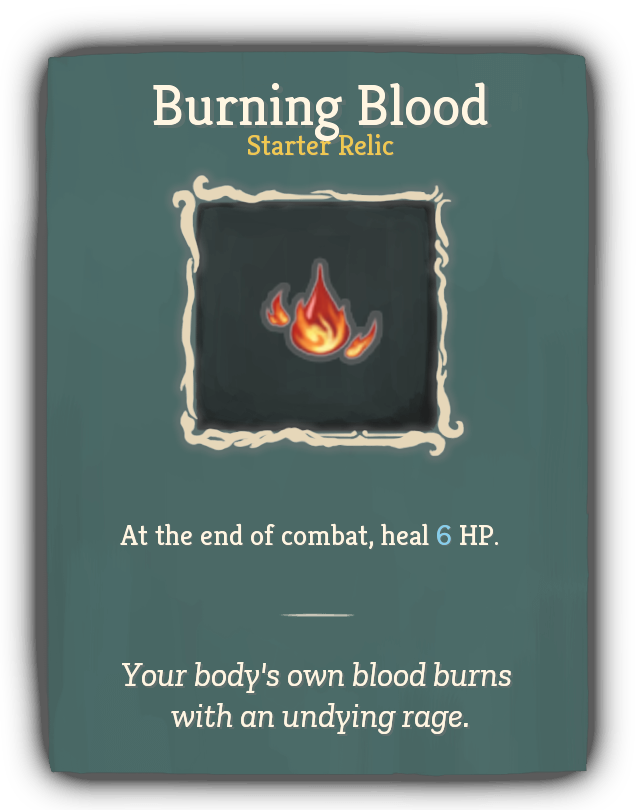 Burning Blood
Starter Relic
At the end of combat, heal 6 HP.
Your body's own blood burns
with an undying rage.